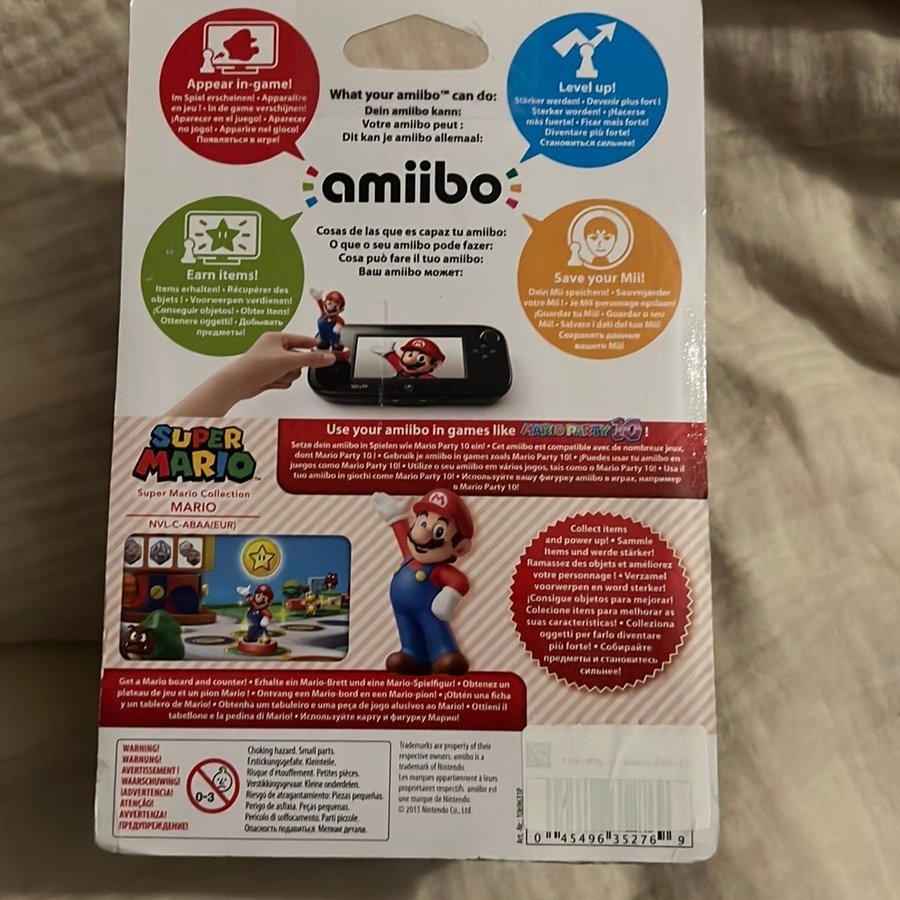 Appear in-game!
Im Spiel erscheinen! • Apparaître
en jeu ! • In de game verschijnen!
¡Aparecer en el juego! • Aparecer
no jogo! • Apparire nel gioco!
Появляться в игре!
What your amiibo™ can do:
Dein amiibo kann:
Votre amiibo peut :
Dit kan je amiibo allemaal:
Level up!
Stärker werden! • Devenir plus fort !
Sterker worden! • ¡Hacerse
más fuerte! • Ficar mais forte!
Diventare più forte!
Становиться сильнее!
amiibo
Cosas de las que es capaz tu amiibo:
O que o seu amiibo pode fazer:
Cosa può fare il tuo amiibo:
Ваш amiibo может:
Earn items!
Items erhalten! • Récupérer des
objets ! • Voorwerpen verdienen!
¡Conseguir objetos! • Obter itens!
Ottenere oggetti! • Добывать
предметы!
Save your Mii!
Dein Mii speichern! • Sauvegarder
votre Mii ! • Je Mii-personage opslaan!
¡Guardar tu Mii! • Guardar o seu
Mii! • Salvare i dati del tuo Mii!
Сохранять данные
вашего Mii!
Wii U
SUPER
MARIO™
Super Mario Collection
MARIO
NVL-C-ABAA(EUR)
Use your amiibo in games like MARIO PARTY 10 !
Setze dein amiibo in Spielen wie Mario Party 10 ein! • Cet amiibo est compatible avec de nombreux jeux,
dont Mario Party 10 ! • Gebruik je amiibo in games zoals Mario Party 10! • ¡Puedes usar tu amiibo en
juegos como Mario Party 10! • Utilize o seu amiibo em vários jogos, tais como o Mario Party 10! • Usa il
tuo amiibo in giochi come Mario Party 10! • Используйте вашу фигурку amiibo в играх, например
в Mario Party 10!
Collect items
and power up! • Sammle
Items und werde stärker!
Ramassez des objets et améliorez
votre personnage ! • Verzamel
voorwerpen en word sterker!
¡Consigue objetos para mejorar!
Colecione itens para melhorar as
suas características! • Colleziona
oggetti per farlo diventare
più forte! • Собирайте
предметы и становитесь
сильнее!
Get a Mario board and counter! • Erhalte ein Mario-Brett und eine Mario-Spielfigur! • Obtenez un
plateau de jeu et un pion Mario ! • Ontvang een Mario-bord en een Mario-pion! • ¡Obtén una ficha
y un tablero de Mario! • Obtenha um tabuleiro e uma peça de jogo alusivos ao Mario! • Ottieni il
tabellone e la pedina di Mario! • Используйте карту и фигурку Марио!
WARNING!
WARNUNG!
AVERTISSEMENT !
WAARSCHUWING!
¡ADVERTENCIA!
ATENÇÃO!
AVVERTENZA!
ПРЕДУПРЕЖДЕНИЕ!
0-3
Choking hazard. Small parts.
Erstickungsgefahr. Kleinteile.
Risque d'étouffement. Petites pièces.
Verstikkingsgevaar. Kleine onderdelen.
Riesgo de atragantamiento: Piezas pequeñas.
Perigo de asfixia. Peças pequenas.
Pericolo di soffocamento. Parti piccole.
Опасность подавиться. Мелкие детали.
Trademarks are property of their
respective owners. amiibo is a
trademark of Nintendo.
Les marques appartiennent à leurs
propriétaires respectifs. amiibo est
une marque de Nintendo.
© 2015 Nintendo Co., Ltd.
Art.-Nr.
0 45496 35276 9